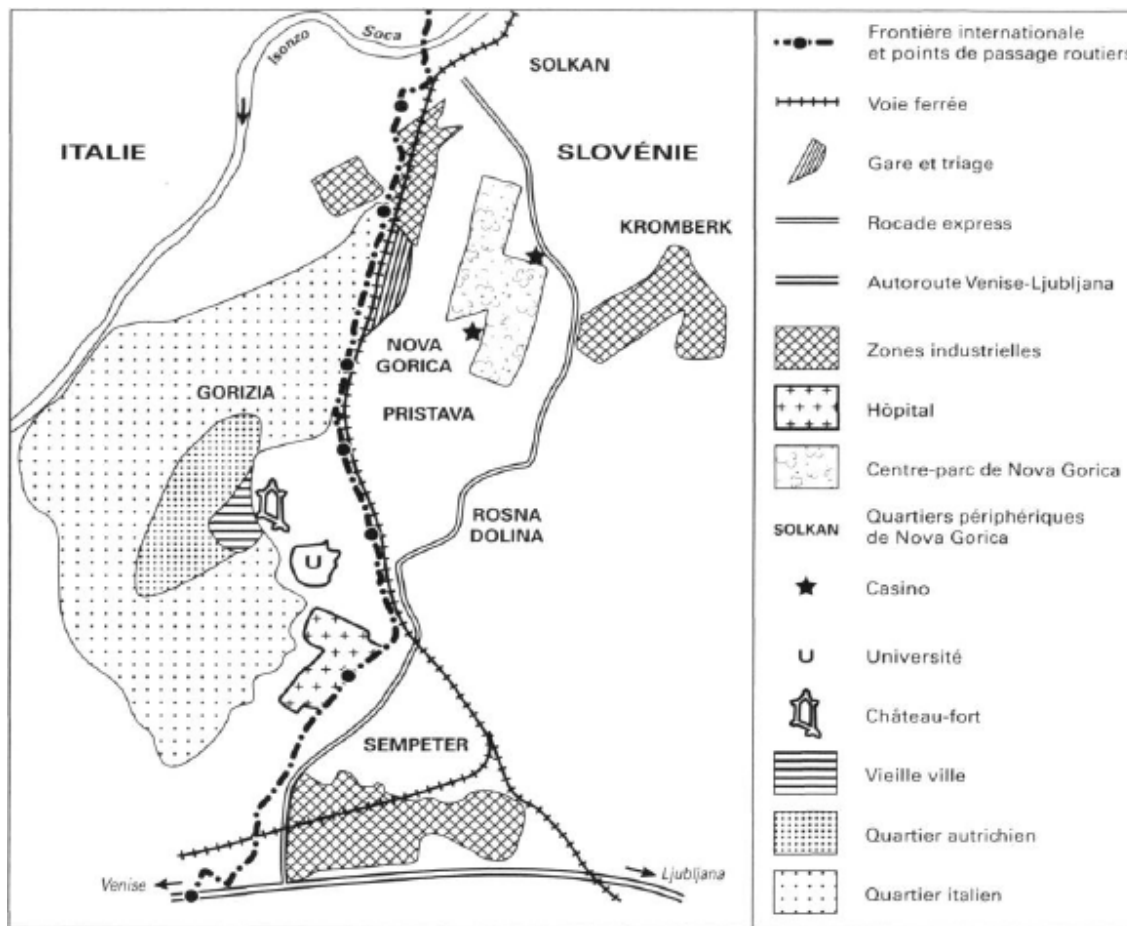 Isonzo
Soca
SOLKAN
ITALIE
SLOVÉNIE
KROMBERK
NOVA
GORICA
GORIZIA
PRISTAVA
ROSNA
DOLINA
U
SEMPETER
Venise
Ljubljana
Frontière internationale
et points de passage routiers
Voie ferrée
Gare et triage
Rocade express
Autoroute Venise-Ljubljana
Zones industrielles
Hôpital
Centre-parc de Nova Gorica
SOLKAN
Quartiers périphériques
de Nova Gorica
Casino
U
Université
Château-fort
Vieille ville
Quartier autrichien
Quartier italien